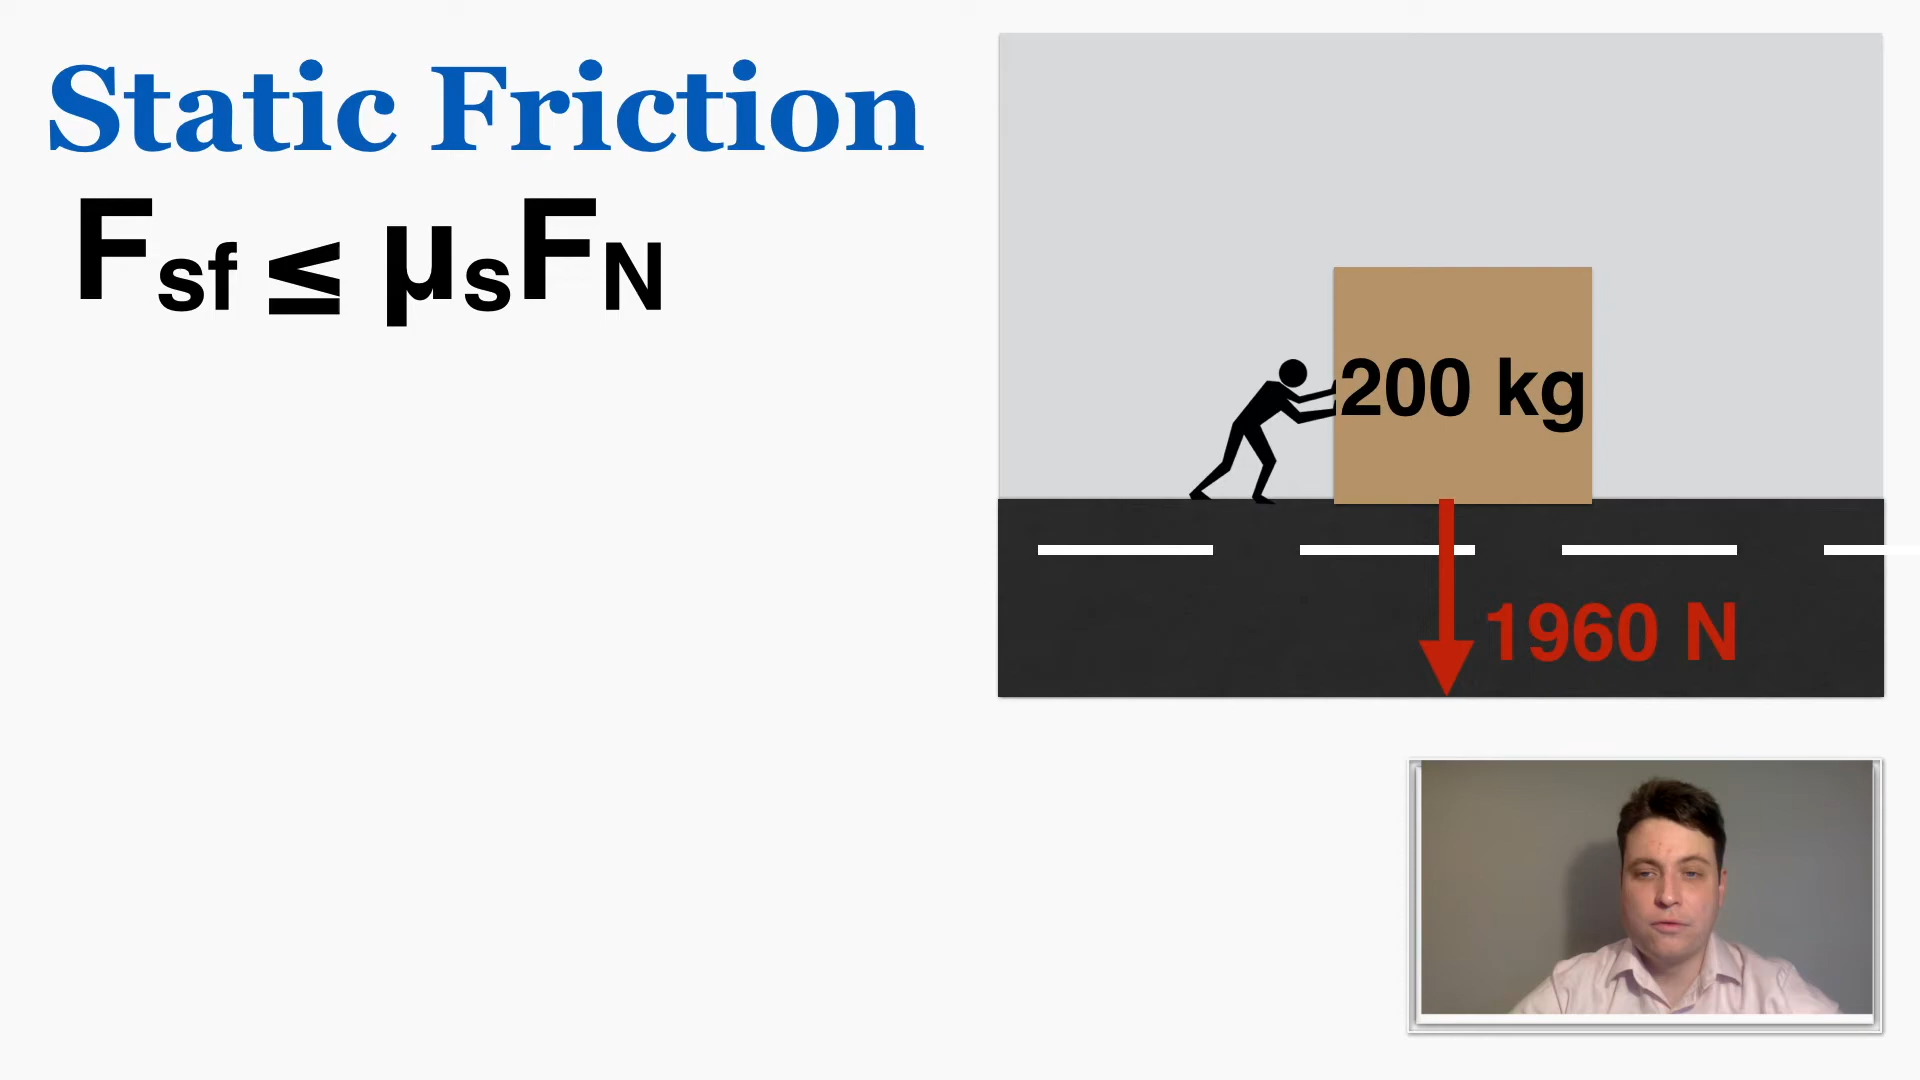 Static Friction
Fsf ≤ μsFN
200 kg
1960 N